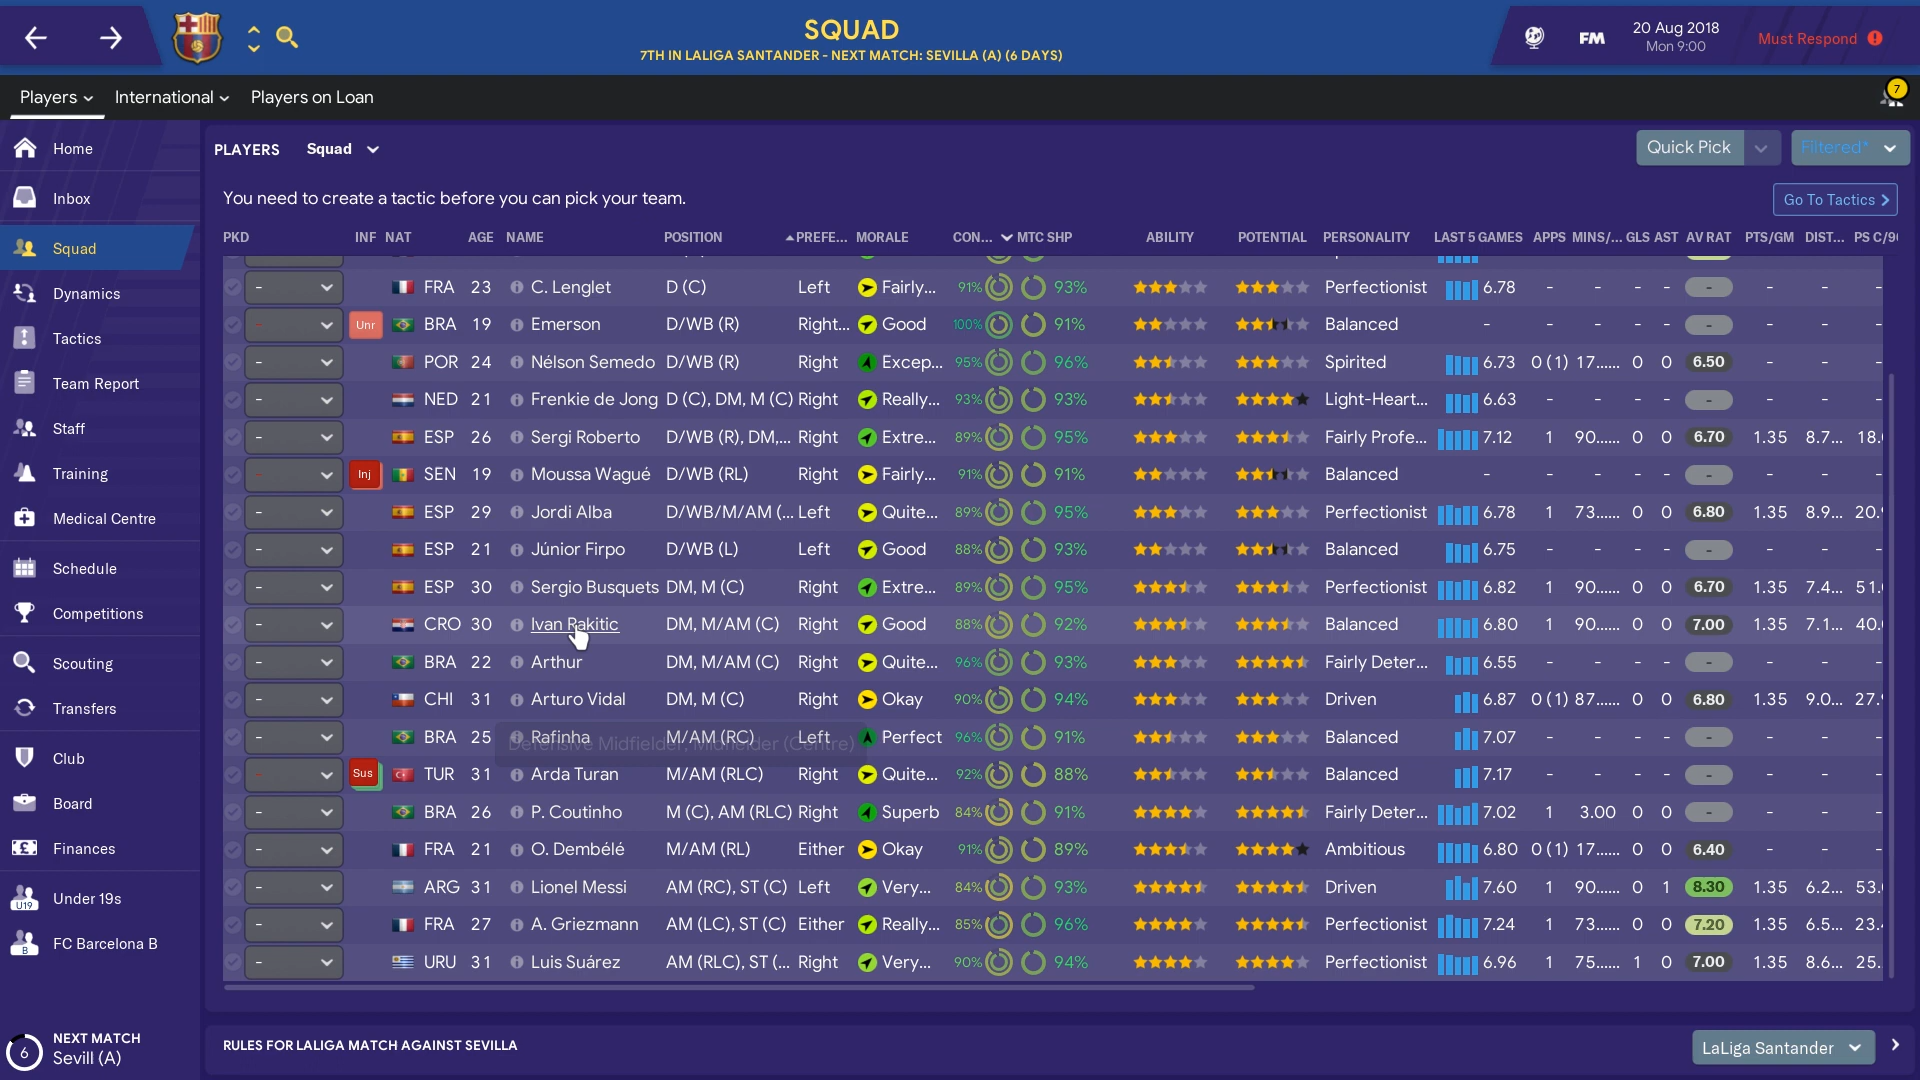 SQUAD
7TH IN LALIGA SANTANDER - NEXT MATCH: SEVILLA (A) (6 DAYS)
FM
20 Aug 2018
Mon 9:00
Must Respond
Players International Players on Loan
7
Home
Inbox
Squad
Dynamics
Tactics
Team Report
Staff
Training
Medical Centre
Schedule
Competitions
Scouting
Transfers
Club
Board
Finances
U19 Under 19s
B FC Barcelona B
6
NEXT MATCH
Sevill (A)
PLAYERS Squad
Quick Pick
Filtered*
You need to create a tactic before you can pick your team.
Go To Tactics
PKD INF NAT AGE NAME POSITION PREFE... MORALE CON... MTC SHP ABILITY POTENTIAL PERSONALITY LAST 5 GAMES APPS MINS/... GLS AST AV RAT PTS/GM DIST... PS C/90
- FRA 23 C. Lenglet D (C) Left Fairly... 91% 93% Perfectionist 6.78 - - - - - - - -
- Unr BRA 19 Emerson D/WB (R) Right... Good 100% 91% Balanced - - - - - - - - -
- POR 24 Nélson Semedo D/WB (R) Right Excep... 95% 96% Spirited 6.73 0 (1) 17...... 0 0 6.50 - - -
- NED 21 Frenkie de Jong D (C), DM, M (C) Right Really... 93% 93% Light-Heart... 6.63 - - - - - - - -
- ESP 26 Sergi Roberto D/WB (R), DM,... Right Extre... 89% 95% Fairly Profe... 7.12 1 90...... 0 0 6.70 1.35 8.7... 18.
- Inj SEN 19 Moussa Wagué D/WB (RL) Right Fairly... 91% 91% Balanced - - - - - - - - -
- ESP 29 Jordi Alba D/WB/M/AM (... Left Quite... 89% 95% Perfectionist 6.78 1 73...... 0 0 6.80 1.35 8.9... 20.
- ESP 21 Júnior Firpo D/WB (L) Left Good 88% 93% Balanced 6.75 - - - - - - - -
- ESP 30 Sergio Busquets DM, M (C) Right Extre... 89% 95% Perfectionist 6.82 1 90...... 0 0 6.70 1.35 7.4... 51.
- CRO 30 Ivan Rakitic DM, M/AM (C) Right Good 88% 92% Balanced 6.80 1 90...... 0 0 7.00 1.35 7.1... 40.
- BRA 22 Arthur DM, M/AM (C) Right Quite... 96% 93% Fairly Deter... 6.55 - - - - - - - -
- CHI 31 Arturo Vidal DM, M (C) Right Okay 90% 94% Driven 6.87 0 (1) 87...... 0 0 6.80 1.35 9.0... 27.
- BRA 25 Rafinha M/AM (RC) Left Perfect 96% 91% Balanced 7.07 - - - - - - - -
Defensive Midfielder, Midfielder (Centre)
- Sus TUR 31 Arda Turan M/AM (RLC) Right Quite... 92% 88% Balanced 7.17 - - - - - - - -
- BRA 26 P. Coutinho M (C), AM (RLC) Right Superb 84% 91% Fairly Deter... 7.02 1 3.00 0 0 - - - -
- FRA 21 O. Dembélé M/AM (RL) Either Okay 91% 89% Ambitious 6.80 0 (1) 17...... 0 0 6.40 - - -
- ARG 31 Lionel Messi AM (RC), ST (C) Left Very... 84% 93% Driven 7.60 1 90...... 0 1 8.30 1.35 6.2... 53.
- FRA 27 A. Griezmann AM (LC), ST (C) Either Really... 85% 96% Perfectionist 7.24 1 73...... 0 0 7.20 1.35 6.5... 23.
- URU 31 Luis Suárez AM (RLC), ST (... Right Very... 90% 94% Perfectionist 6.96 1 75...... 1 0 7.00 1.35 8.6... 25.
RULES FOR LALIGA MATCH AGAINST SEVILLA
LaLiga Santander